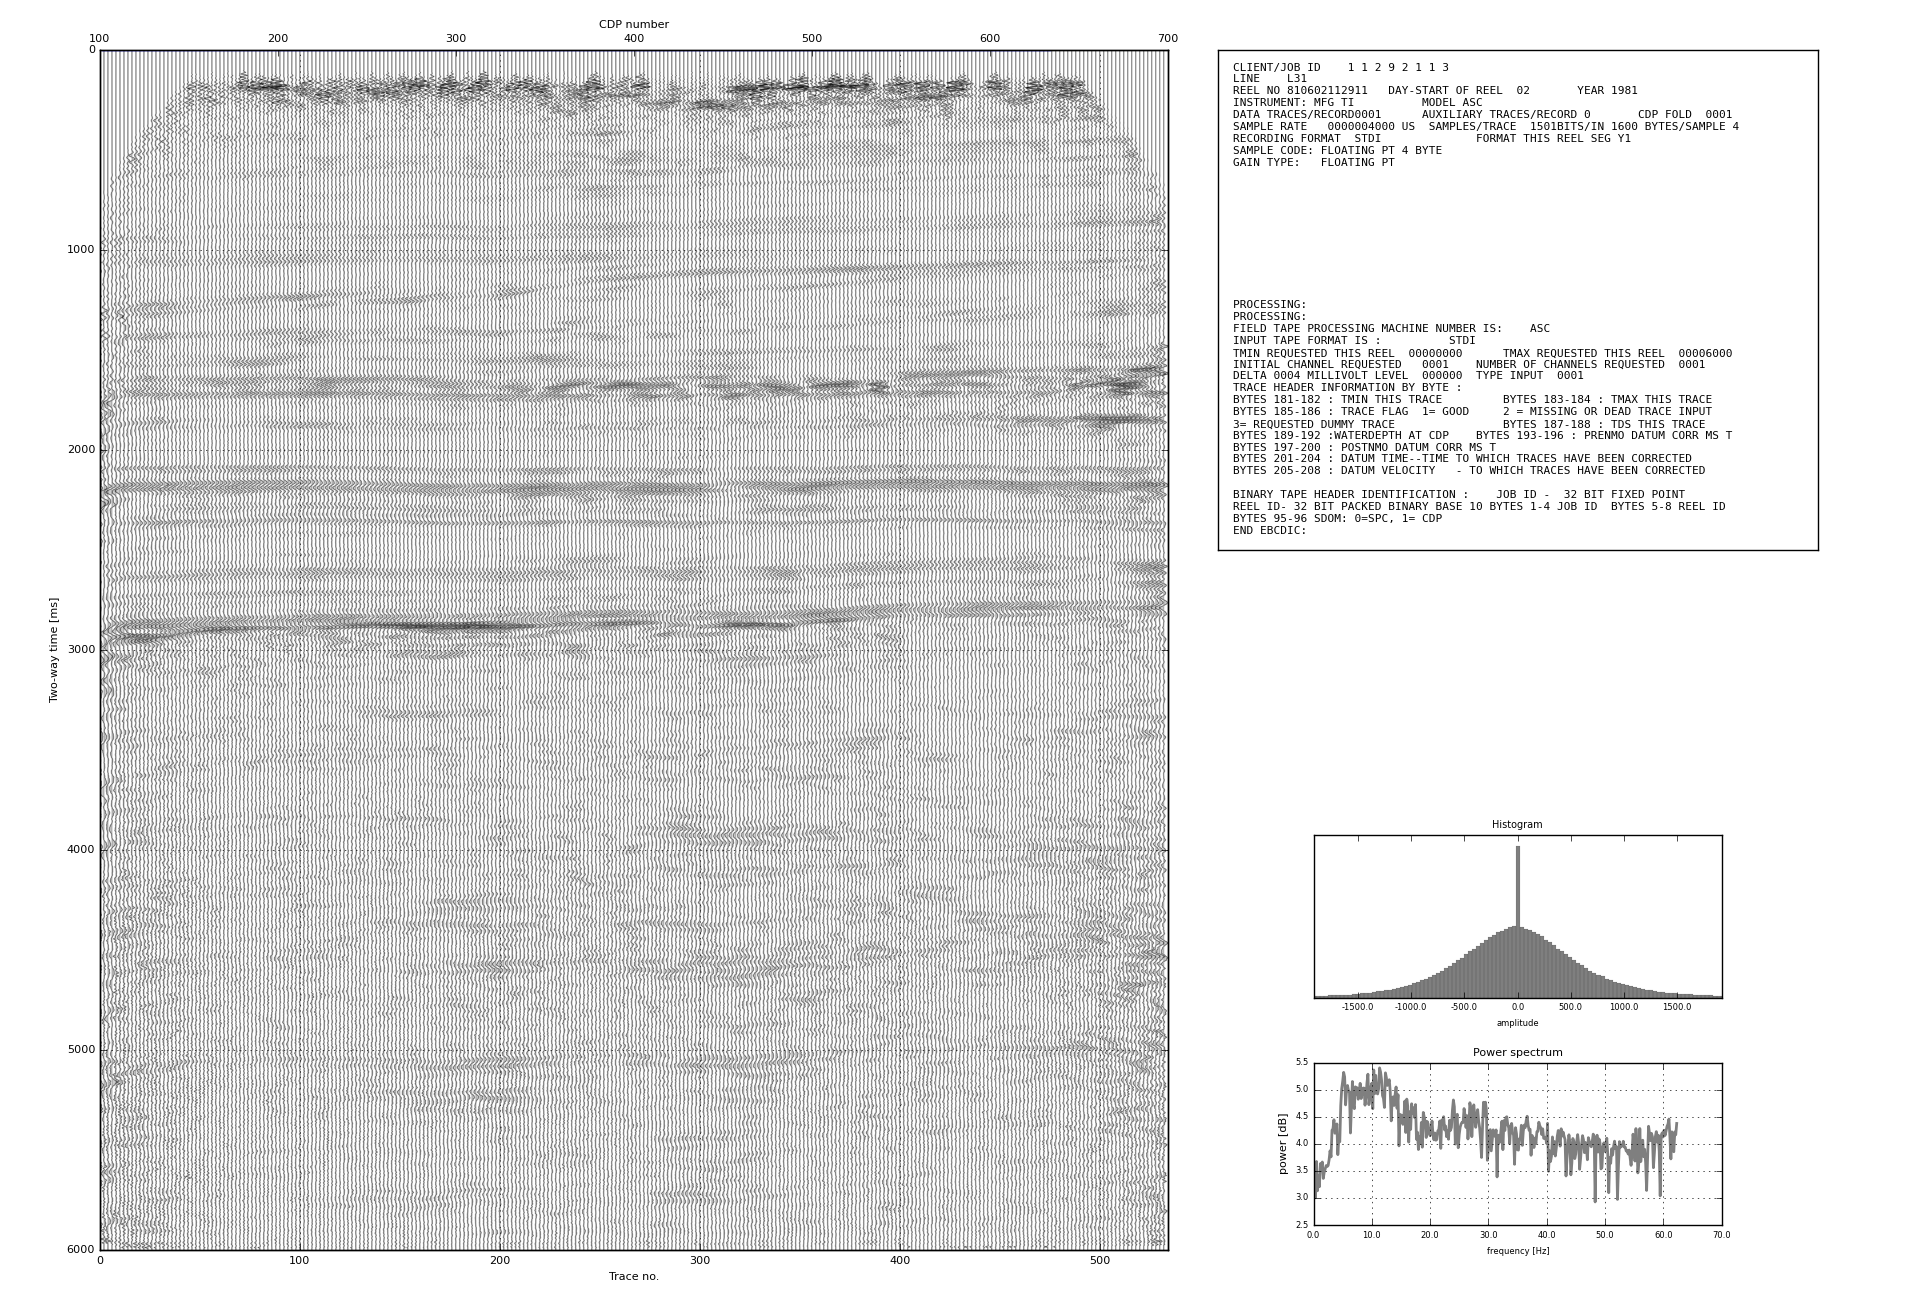 CDP number
100 200 300 400 500 600 700
0
1000
2000
3000
4000
5000
6000
Two-way time [ms]
0 100 200 300 400 500
Trace no.
CLIENT/JOB ID    1 1 2 9 2 1 1 3
LINE    L31
REEL NO 810602112911   DAY-START OF REEL  02       YEAR 1981
INSTRUMENT: MFG TI          MODEL ASC
DATA TRACES/RECORD0001      AUXILIARY TRACES/RECORD 0       CDP FOLD  0001
SAMPLE RATE   0000004000 US  SAMPLES/TRACE  1501BITS/IN 1600 BYTES/SAMPLE 4
RECORDING FORMAT  STDI              FORMAT THIS REEL SEG Y1
SAMPLE CODE: FLOATING PT 4 BYTE
GAIN TYPE:   FLOATING PT
PROCESSING:
PROCESSING:
FIELD TAPE PROCESSING MACHINE NUMBER IS:    ASC
INPUT TAPE FORMAT IS :          STDI
TMIN REQUESTED THIS REEL  00000000      TMAX REQUESTED THIS REEL  00006000
INITIAL CHANNEL REQUESTED   0001    NUMBER OF CHANNELS REQUESTED  0001
DELTA 0004 MILLIVOLT LEVEL  000000  TYPE INPUT  0001
TRACE HEADER INFORMATION BY BYTE :
BYTES 181-182 : TMIN THIS TRACE         BYTES 183-184 : TMAX THIS TRACE
BYTES 185-186 : TRACE FLAG  1= GOOD     2 = MISSING OR DEAD TRACE INPUT
3= REQUESTED DUMMY TRACE                BYTES 187-188 : TDS THIS TRACE
BYTES 189-192 :WATERDEPTH AT CDP    BYTES 193-196 : PRENMO DATUM CORR MS T
BYTES 197-200 : POSTNMO DATUM CORR MS T
BYTES 201-204 : DATUM TIME--TIME TO WHICH TRACES HAVE BEEN CORRECTED
BYTES 205-208 : DATUM VELOCITY   - TO WHICH TRACES HAVE BEEN CORRECTED
BINARY TAPE HEADER IDENTIFICATION :    JOB ID -  32 BIT FIXED POINT
REEL ID- 32 BIT PACKED BINARY BASE 10 BYTES 1-4 JOB ID  BYTES 5-8 REEL ID
BYTES 95-96 SDOM: 0=SPC, 1= CDP
END EBCDIC:
Histogram
-1500.0 -1000.0 -500.0 0.0 500.0 1000.0 1500.0
amplitude
Power spectrum
5.5
5.0
4.5
4.0
3.5
3.0
2.5
power [dB]
0.0 10.0 20.0 30.0 40.0 50.0 60.0 70.0
frequency [Hz]